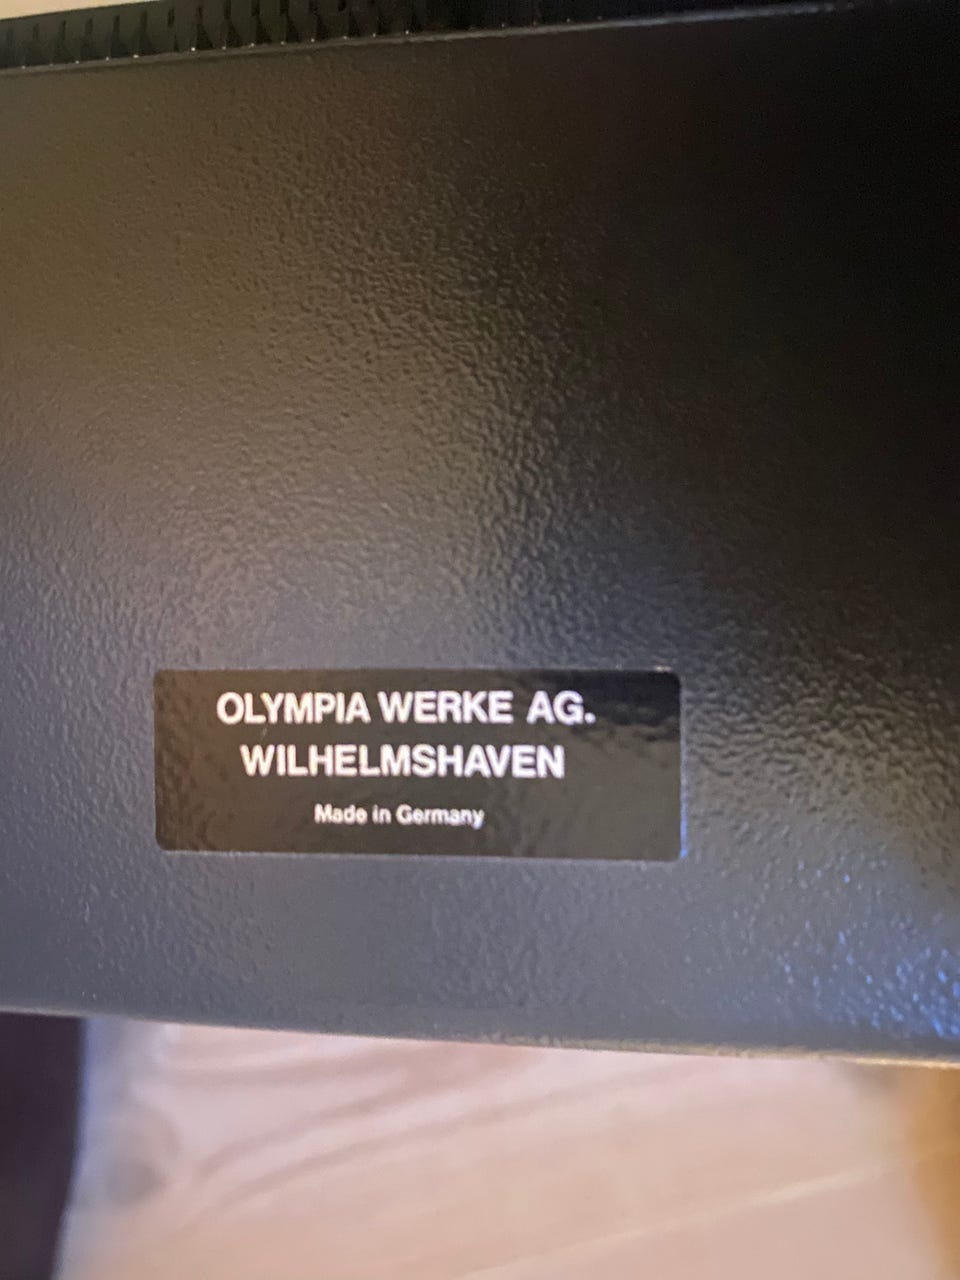 OLYMPIA WERKE AG.
WILHELMSHAVEN
Made in Germany